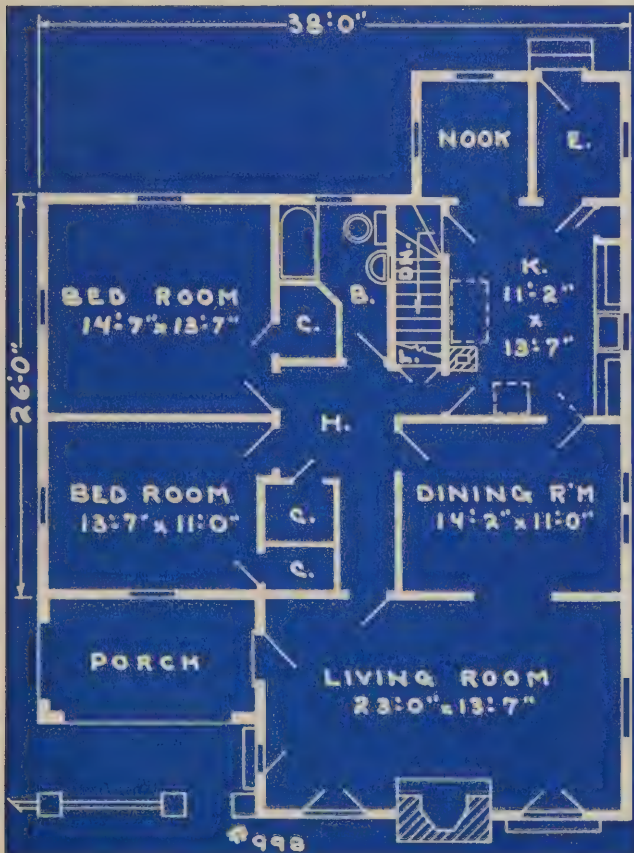 38'-0"
NOOK
E.
BED ROOM
14'-7" x 13'-7"
C.
B.
DN.
K.
11'-2"
x
13'-7"
26'-0"
H.
BED ROOM
13'-7" x 11'-0"
C.
C.
DINING R'M
14'-2" x 11'-0"
PORCH
LIVING ROOM
23'-0" x 13'-7"
#998